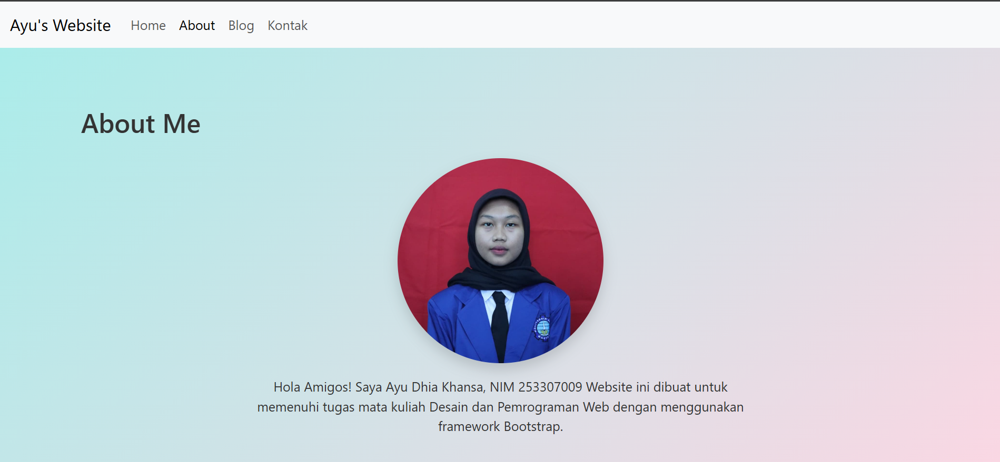 Ayu's Website Home About Blog Kontak
About Me
Hola Amigos! Saya Ayu Dhia Khansa, NIM 253307009 Website ini dibuat untuk
memenuhi tugas mata kuliah Desain dan Pemrograman Web dengan menggunakan
framework Bootstrap.